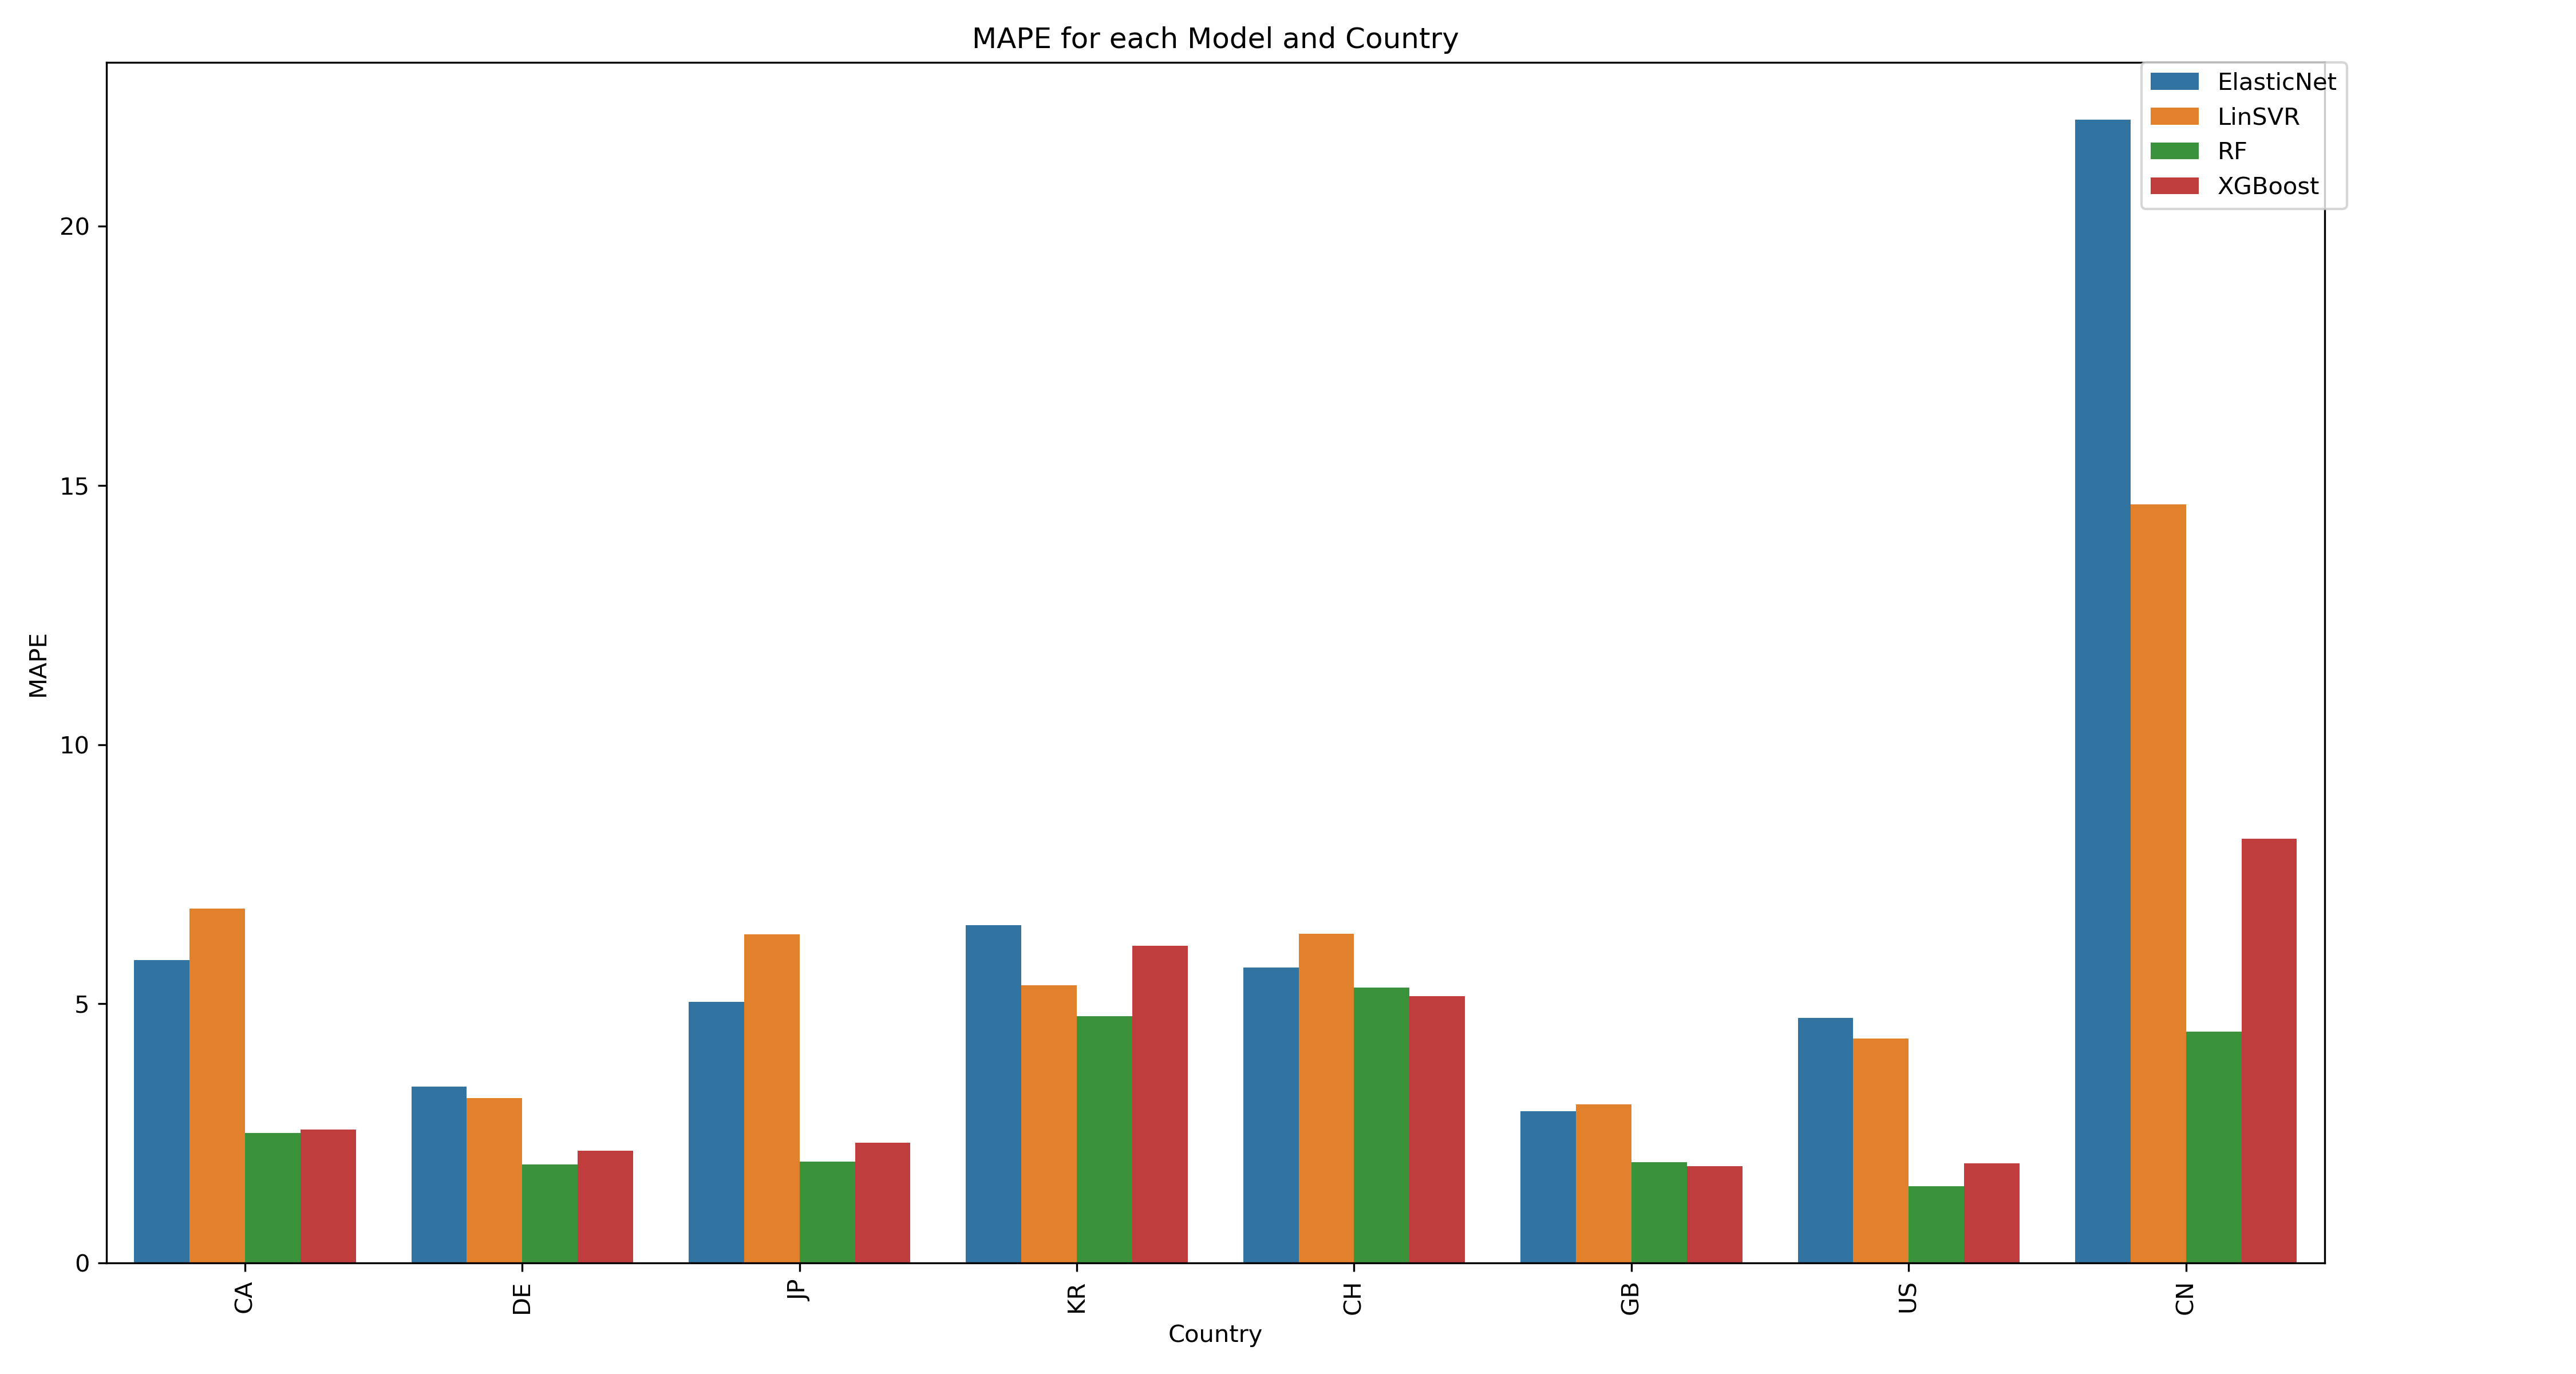 MAPE for each Model and Country
ElasticNet
LinSVR
RF
XGBoost
20
15
10
5
0
MAPE
CA
DE
JP
KR
CH
GB
US
CN
Country